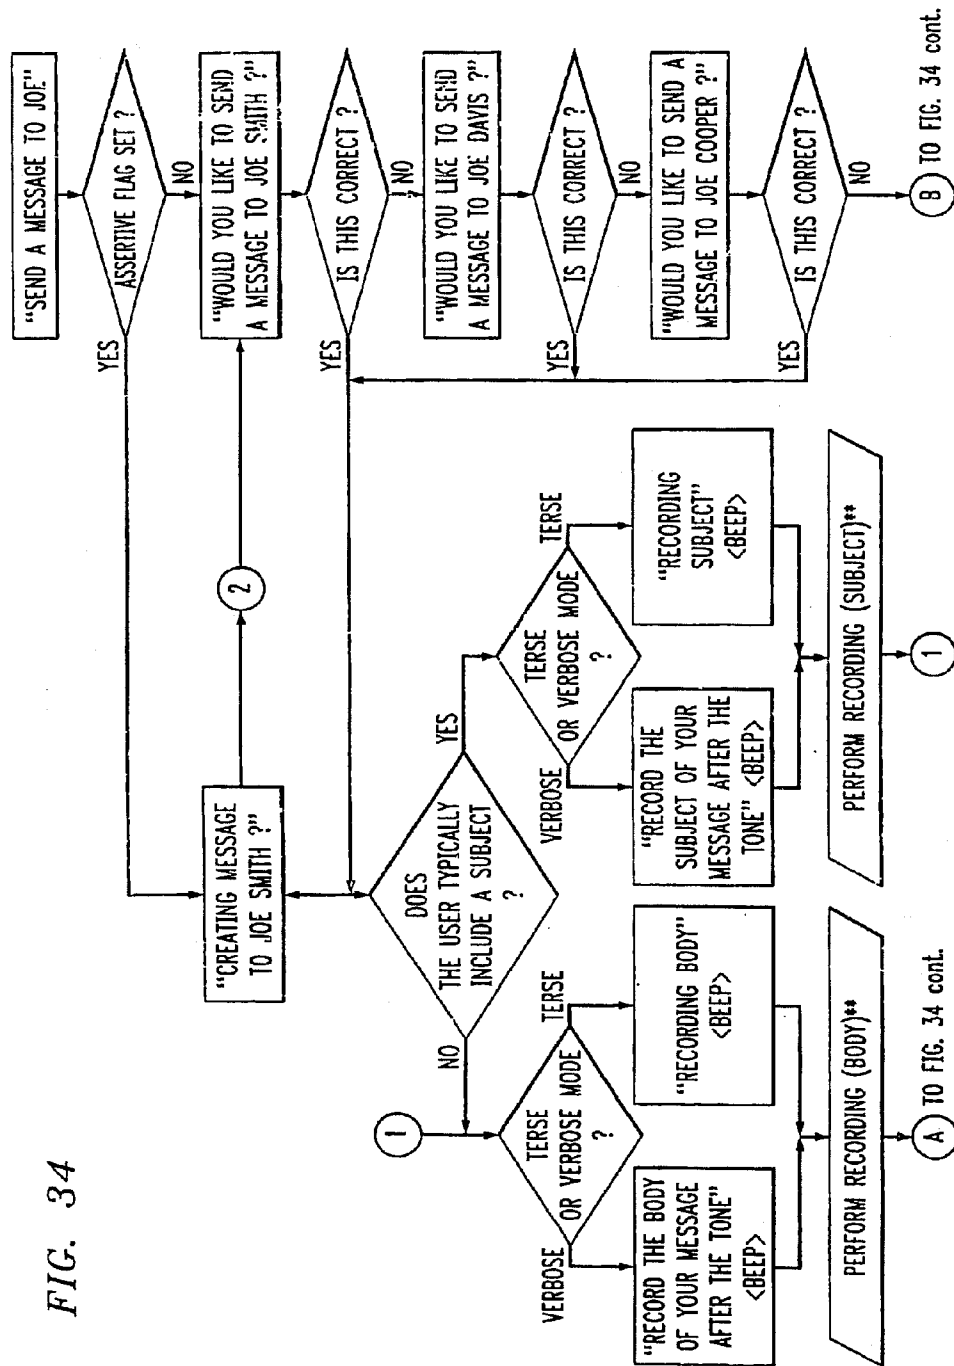 FIG. 34
"SEND A MESSAGE TO JOE"
ASSERTIVE FLAG SET ?
YES
NO
"CREATING MESSAGE
TO JOE SMITH ?"
2
"WOULD YOU LIKE TO SEND
A MESSAGE TO JOE SMITH ?"
IS THIS CORRECT ?
YES
NO
"WOULD YOU LIKE TO SEND
A MESSAGE TO JOE DAVIS ?"
IS THIS CORRECT ?
YES
NO
"WOULD YOU LIKE TO SEND A
MESSAGE TO JOE COOPER ?"
IS THIS CORRECT ?
YES
NO
B TO FIG. 34 cont.
DOES
THE USER TYPICALLY
INCLUDE A SUBJECT
?
NO
YES
1
TERSE
OR VERBOSE MODE
?
VERBOSE
TERSE
"RECORD THE BODY
OF YOUR MESSAGE
AFTER THE TONE"
<BEEP>
"RECORDING BODY"
<BEEP>
PERFORM RECORDING (BODY)**
A TO FIG. 34 cont.
TERSE
OR VERBOSE MODE
?
VERBOSE
TERSE
"RECORD THE
SUBJECT OF YOUR
MESSAGE AFTER THE
TONE" <BEEP>
"RECORDING
SUBJECT"
<BEEP>
PERFORM RECORDING (SUBJECT)**
1